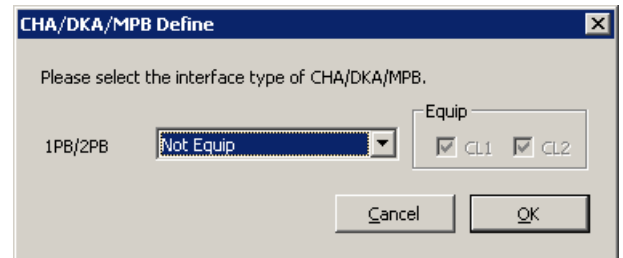 CHA/DKA/MPB Define
Please select the interface type of CHA/DKA/MPB.
Equip
1PB/2PB Not Equip CL1 CL2
Cancel OK